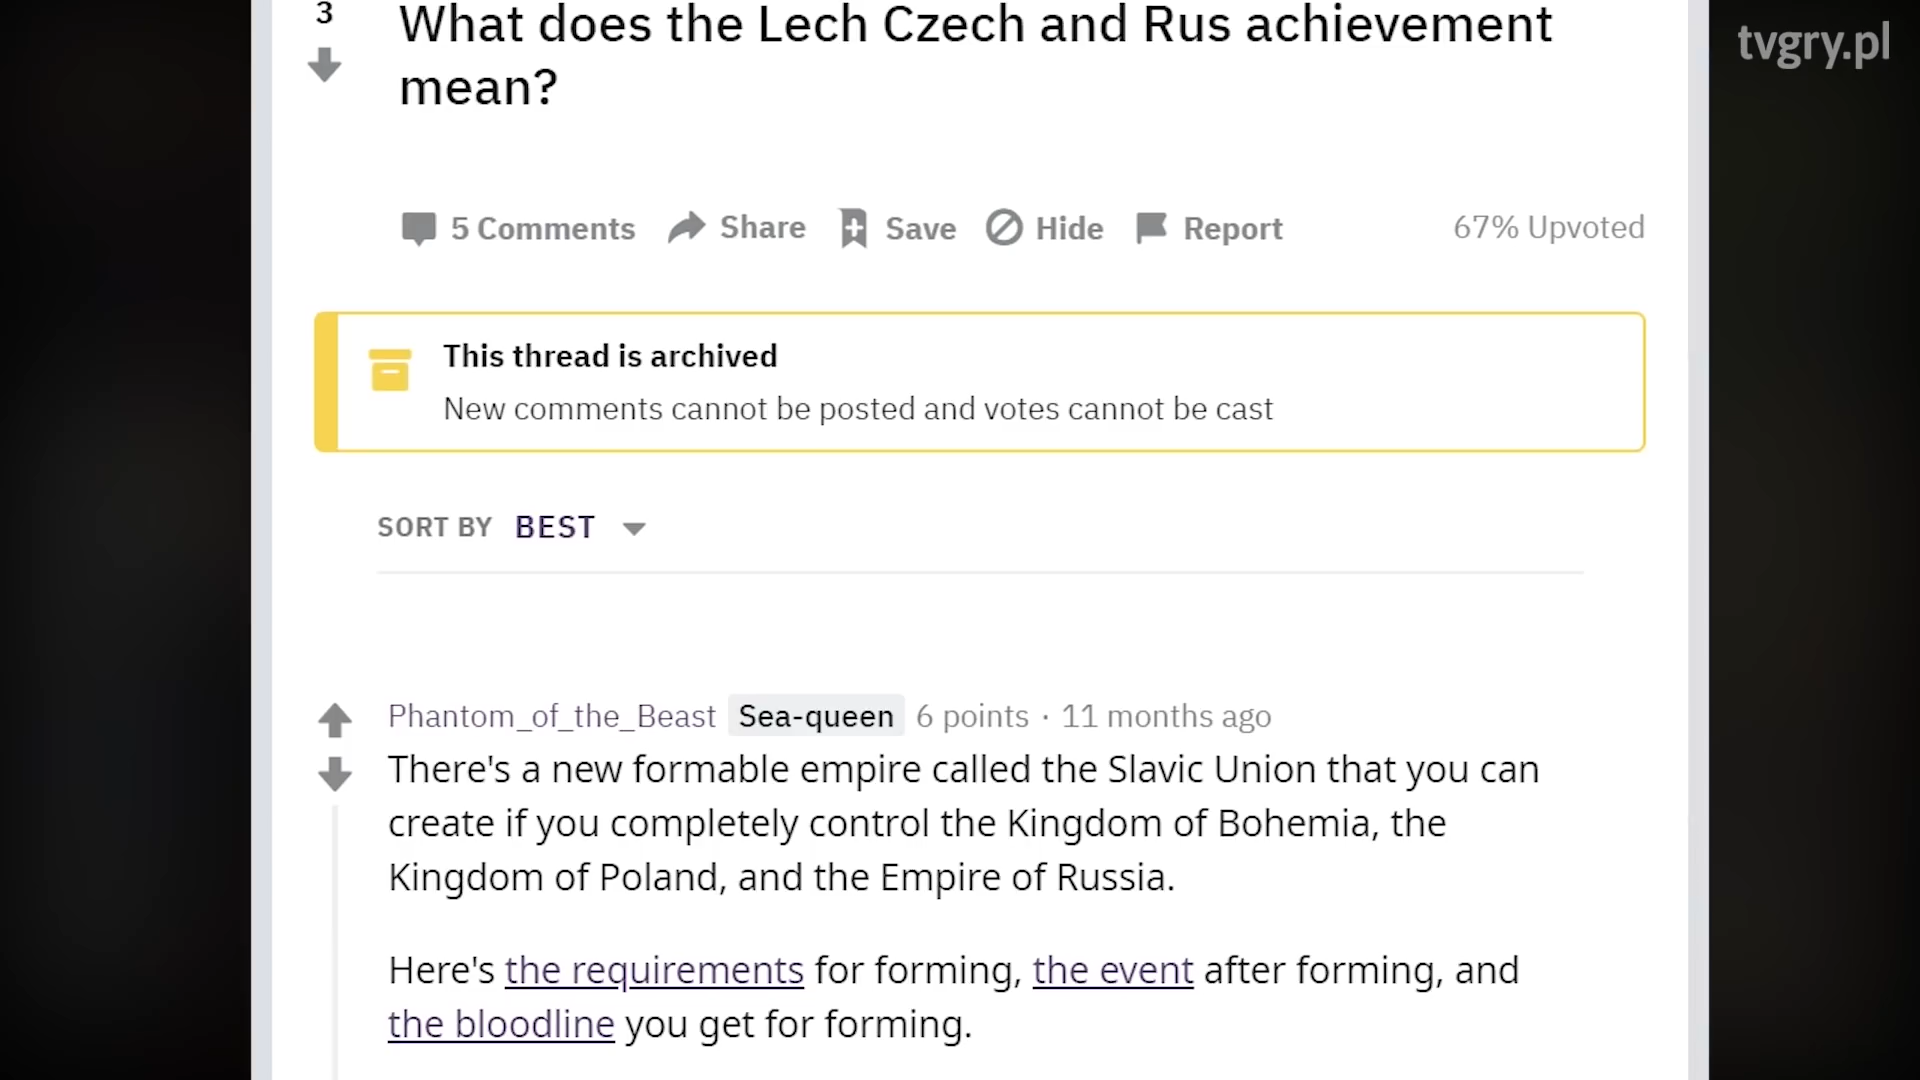 tvgry.pl
3
What does the Lech Czech and Rus achievement
mean?
5 Comments Share Save Hide Report 67% Upvoted
This thread is archived
New comments cannot be posted and votes cannot be cast
SORT BY BEST
Phantom_of_the_Beast Sea-queen 6 points · 11 months ago
There's a new formable empire called the Slavic Union that you can
create if you completely control the Kingdom of Bohemia, the
Kingdom of Poland, and the Empire of Russia.
Here's the requirements for forming, the event after forming, and
the bloodline you get for forming.